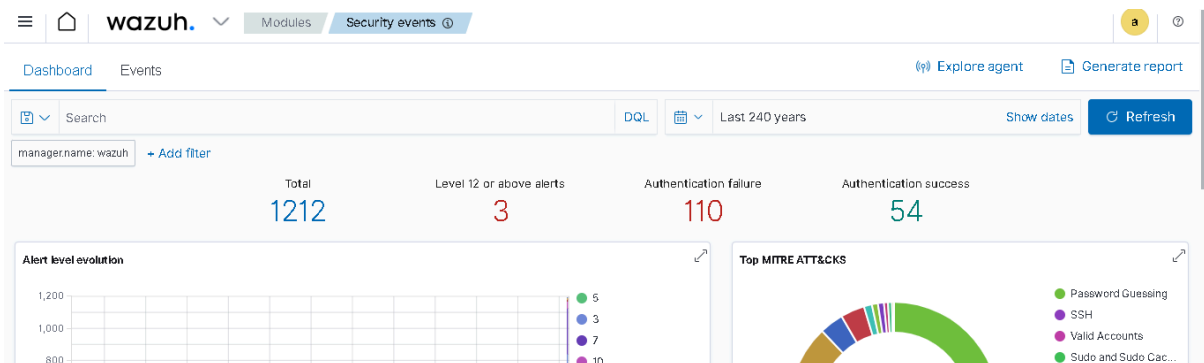 wazuh. Modules Security events a
Dashboard Events Explore agent Generate report
Search DQL Last 240 years Show dates Refresh
manager.name: wazuh + Add filter
Total Level 12 or above alerts Authentication failure Authentication success
1212 3 110 54
Alert level evolution Top MITRE ATT&CKS
1,200 5 Password Guessing
3 SSH
1,000 7 Valid Accounts
800 10 Sudo and Sudo Cac...